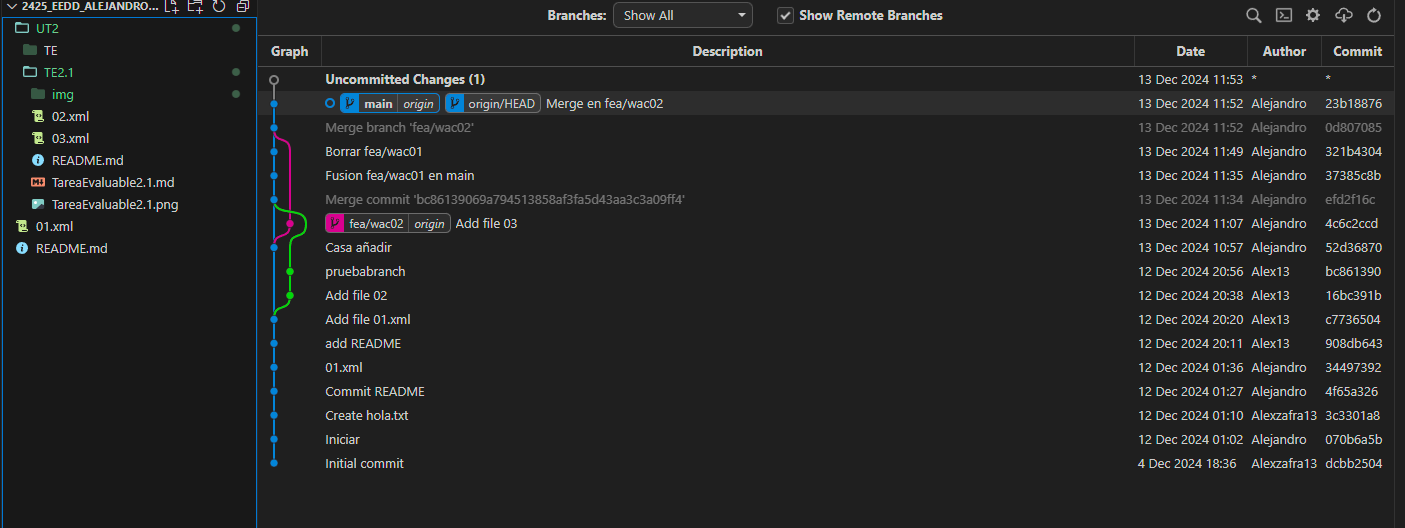 2425_EEDD_ALEJANDRO...
UT2
TE
TE2.1
img
02.xml
03.xml
README.md
TareaEvaluable2.1.md
TareaEvaluable2.1.png
01.xml
README.md
Branches: Show All Show Remote Branches
Graph Description Date Author Commit
Uncommitted Changes (1) 13 Dec 2024 11:53 * *
main origin origin/HEAD Merge en fea/wac02 13 Dec 2024 11:52 Alejandro 23b18876
Merge branch 'fea/wac02' 13 Dec 2024 11:52 Alejandro 0d807085
Borrar fea/wac01 13 Dec 2024 11:49 Alejandro 321b4304
Fusion fea/wac01 en main 13 Dec 2024 11:35 Alejandro 37385c8b
Merge commit 'bc86139069a794513858af3fa5d43aa3c3a09ff4' 13 Dec 2024 11:34 Alejandro efd2f16c
fea/wac02 origin Add file 03 13 Dec 2024 11:07 Alejandro 4c6c2ccd
Casa añadir 13 Dec 2024 10:57 Alejandro 52d36870
pruebabranch 12 Dec 2024 20:56 Alex13 bc861390
Add file 02 12 Dec 2024 20:38 Alex13 16bc391b
Add file 01.xml 12 Dec 2024 20:20 Alex13 c7736504
add README 12 Dec 2024 20:11 Alex13 908db643
01.xml 12 Dec 2024 01:36 Alejandro 34497392
Commit README 12 Dec 2024 01:27 Alejandro 4f65a326
Create hola.txt 12 Dec 2024 01:10 Alexzafra13 3c3301a8
Iniciar 12 Dec 2024 01:02 Alejandro 070b6a5b
Initial commit 4 Dec 2024 18:36 Alexzafra13 dcbb2504